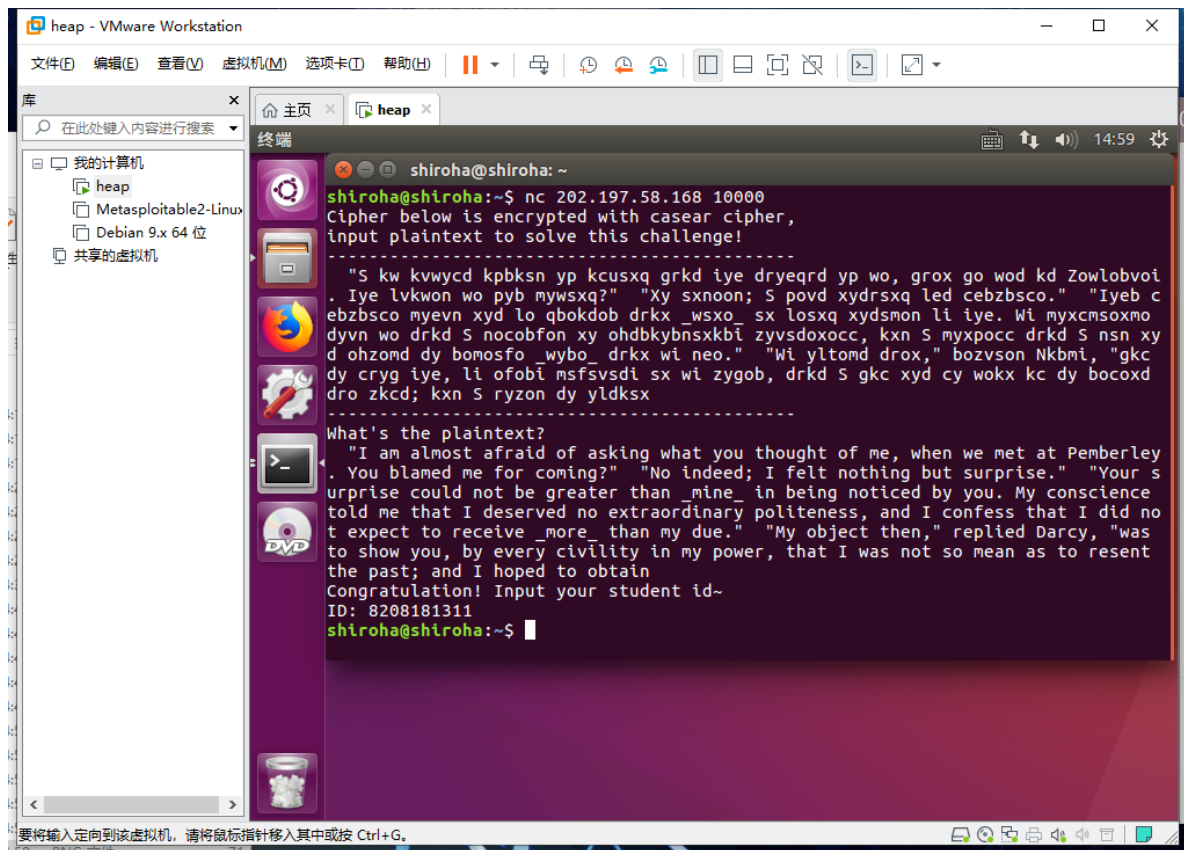 heap - VMware Workstation
文件(F) 编辑(E) 查看(V) 虚拟机(M) 选项卡(T) 帮助(H)
库
在此处键入内容进行搜索
我的计算机
heap
Metasploitable2-Linux
Debian 9.x 64 位
共享的虚拟机
主页 heap
终端 14:59
shiroha@shiroha: ~
shiroha@shiroha:~$ nc 202.197.58.168 10000
Cipher below is encrypted with casear cipher,
input plaintext to solve this challenge!
-----------------------------------------------
"S kw kvwycd kpbksn yp kcusxq grkd iye dryeqrd yp wo, grox go wod kd Zowlobvoi
. Iye lvkwon wo pyb mywsxq?"  "Xy sxnoon; S povd xydrsxq led cebzbsco."  "Iyeb c
ebzbsco myevn xyd lo qbokdob drkx _wsxo_ sx losxq xydsmon li iye. Wi myxcmsoxmo
dyvn wo drkd S nocobfon xy ohdbkybnsxkbi zyvsdoxocc, kxn S myxpocc drkd S nsn xy
d ohzomd dy bomosfo _wybo_ drkx wi neo."  "Wi yltomd drox," bozvson Nkbmi, "gkc
dy cryg iye, li ofobi msfsvsdi sx wi zygob, drkd S gkc xyd cy wokx kc dy bocoxd
dro zkcd; kxn S ryzon dy yldksx
-----------------------------------------------
What's the plaintext?
"I am almost afraid of asking what you thought of me, when we met at Pemberley
. You blamed me for coming?"  "No indeed; I felt nothing but surprise."  "Your s
urprise could not be greater than _mine_ in being noticed by you. My conscience
told me that I deserved no extraordinary politeness, and I confess that I did no
t expect to receive _more_ than my due."  "My object then," replied Darcy, "was
to show you, by every civility in my power, that I was not so mean as to resent
the past; and I hoped to obtain
Congratulation! Input your student id~
ID: 8208181311
shiroha@shiroha:~$
DVD
要将输入定向到该虚拟机，请将鼠标指针移入其中或按 Ctrl+G。